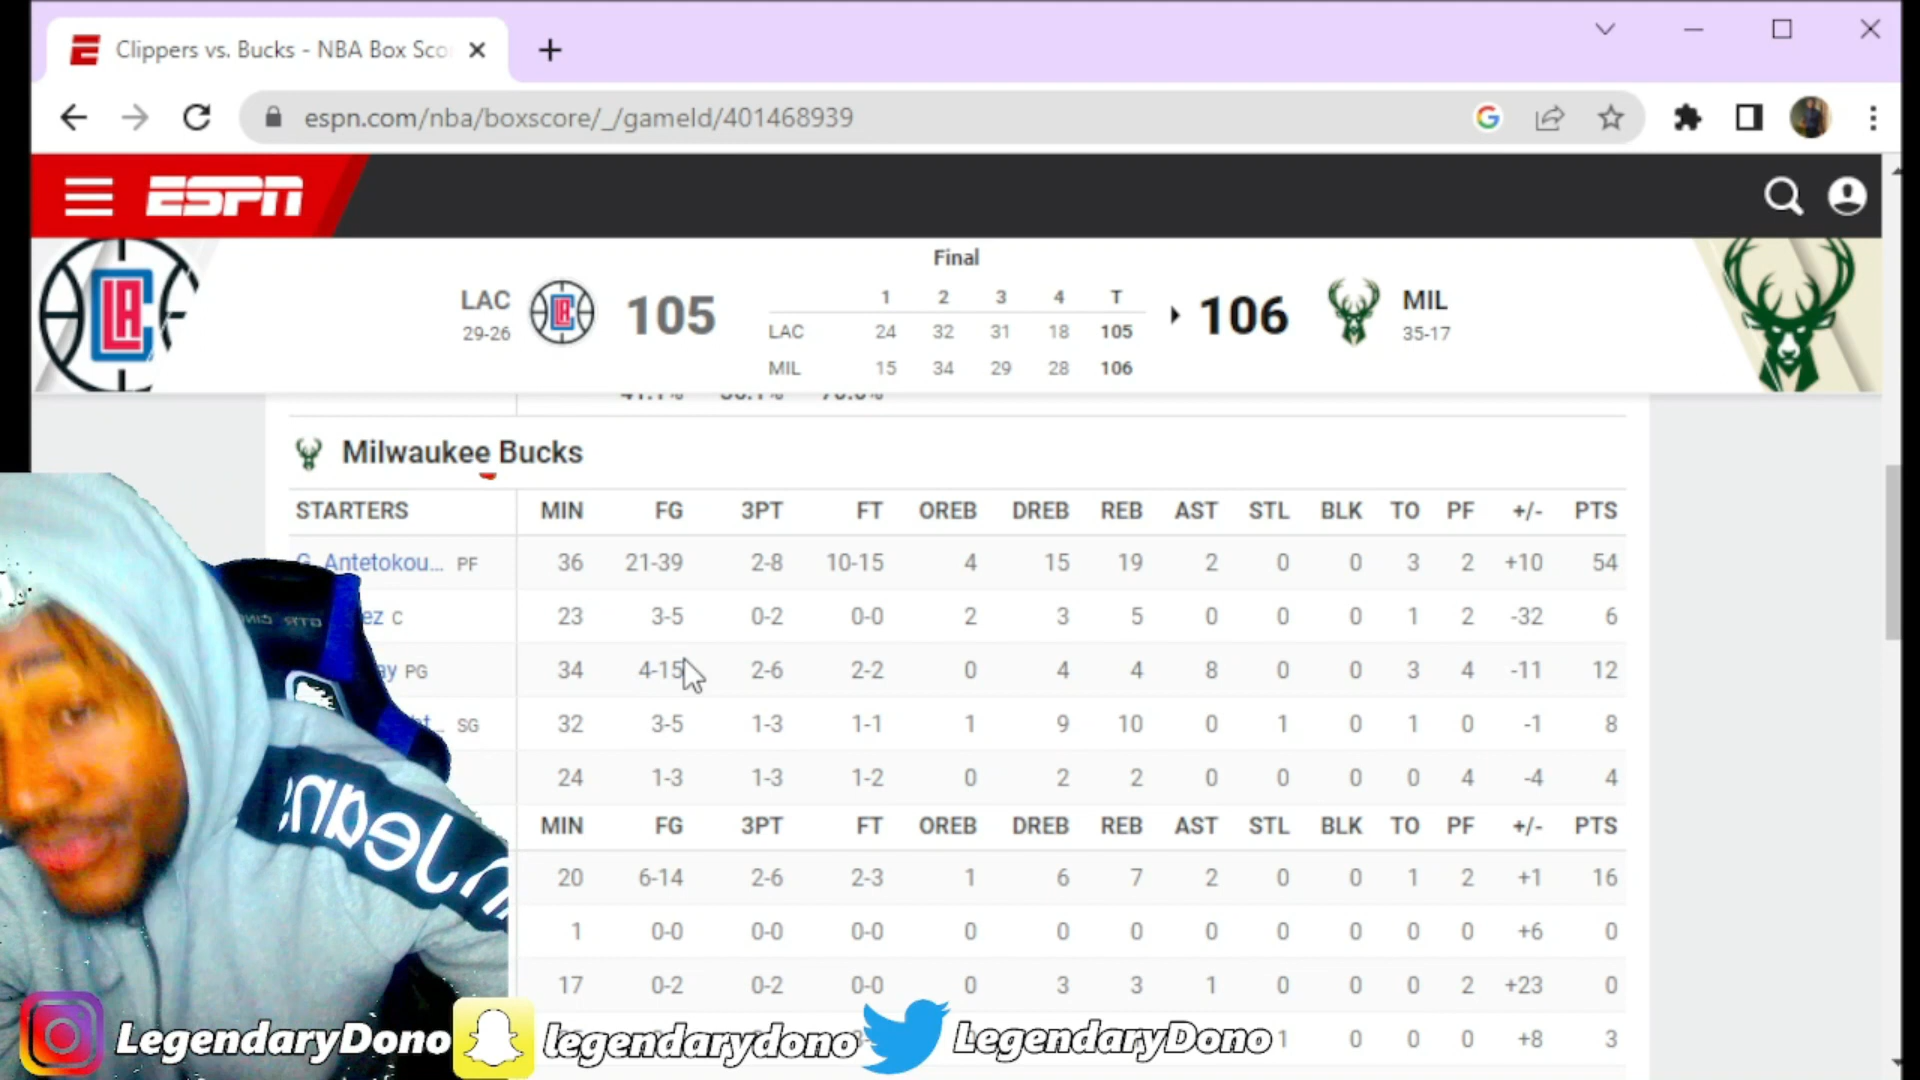 Clippers vs. Bucks - NBA Box Sco
espn.com/nba/boxscore/_/gameId/401468939
ESPN
Final
LAC 105 1 2 3 4 T 106 MIL
29-26 LAC 24 32 31 18 105 35-17
MIL 15 34 29 28 106
Milwaukee Bucks
STARTERS MIN FG 3PT FT OREB DREB REB AST STL BLK TO PF +/- PTS
G. Antetokou... PF 36 21-39 2-8 10-15 4 15 19 2 0 0 3 2 +10 54
ez C 23 3-5 0-2 0-0 2 3 5 0 0 0 1 2 -32 6
ay PG 34 4-15 2-6 2-2 0 4 4 8 0 0 3 4 -11 12
SG 32 3-5 1-3 1-1 1 9 10 0 1 0 1 0 -1 8
24 1-3 1-3 1-2 0 2 2 0 0 0 0 4 -4 4
MIN FG 3PT FT OREB DREB REB AST STL BLK TO PF +/- PTS
20 6-14 2-6 2-3 1 6 7 2 0 0 1 2 +1 16
1 0-0 0-0 0-0 0 0 0 0 0 0 0 0 +6 0
17 0-2 0-2 0-0 0 3 3 1 0 0 0 2 +23 0
1 0 0 0 +8 3
Jeans
LegendaryDono legendarydono LegendaryDono